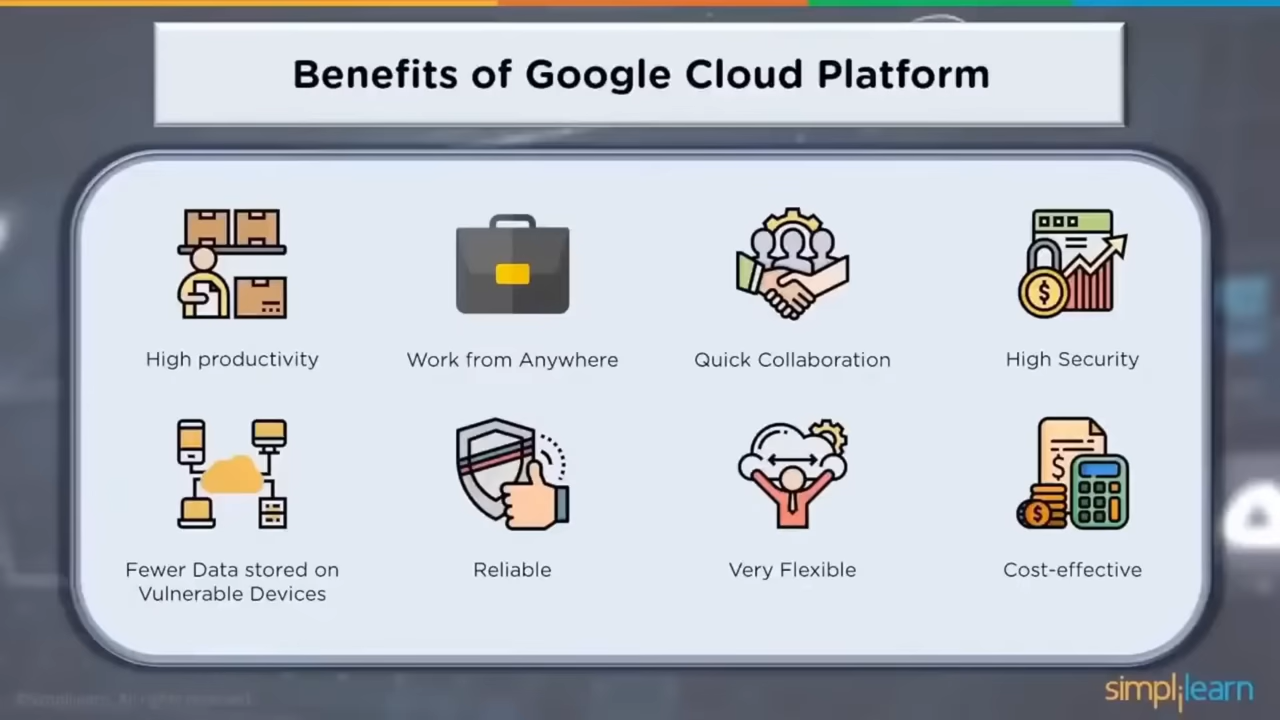 Benefits of Google Cloud Platform
High productivity
Work from Anywhere
Quick Collaboration
High Security
Fewer Data stored on
Vulnerable Devices
Reliable
Very Flexible
Cost-effective
simplilearn